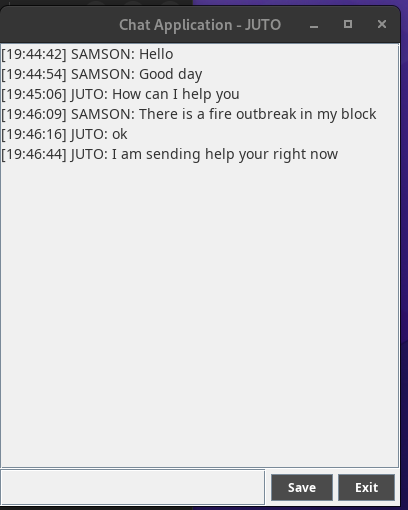 Chat Application - JUTO
[19:44:42] SAMSON: Hello
[19:44:54] SAMSON: Good day
[19:45:06] JUTO: How can I help you
[19:46:09] SAMSON: There is a fire outbreak in my block
[19:46:16] JUTO: ok
[19:46:44] JUTO: I am sending help your right now
Save Exit